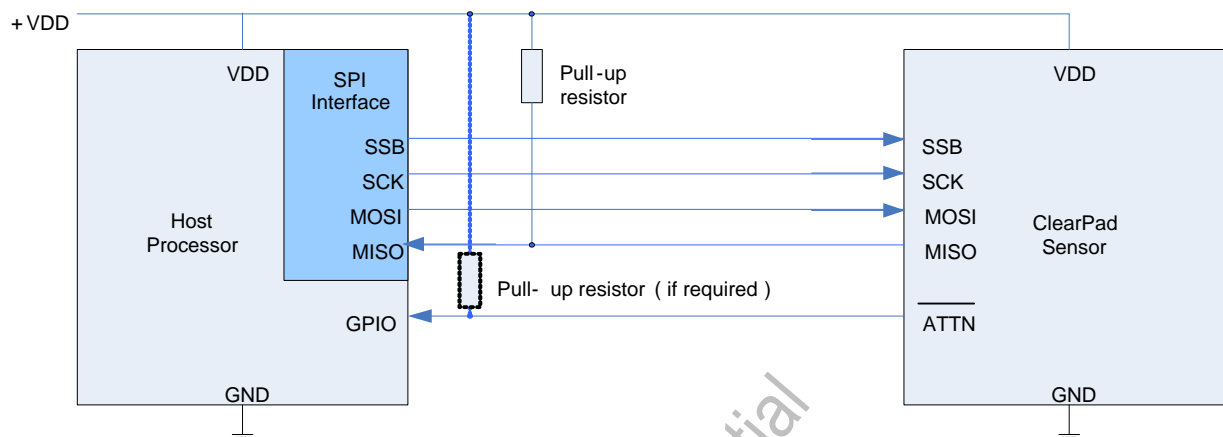 + VDD
VDD
SPI
Interface
SSB
SCK
MOSI
MISO
Host
Processor
GPIO
GND
Pull-up
resistor
Pull- up resistor ( if required )
VDD
SSB
SCK
MOSI
MISO
ClearPad
Sensor
ATTN
GND